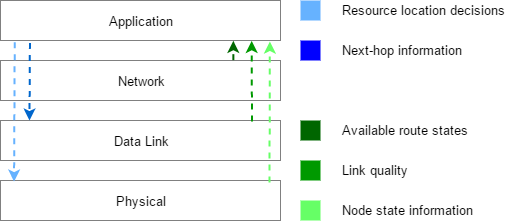 Application
Network
Data Link
Physical
Resource location decisions
Next-hop information
Available route states
Link quality
Node state information